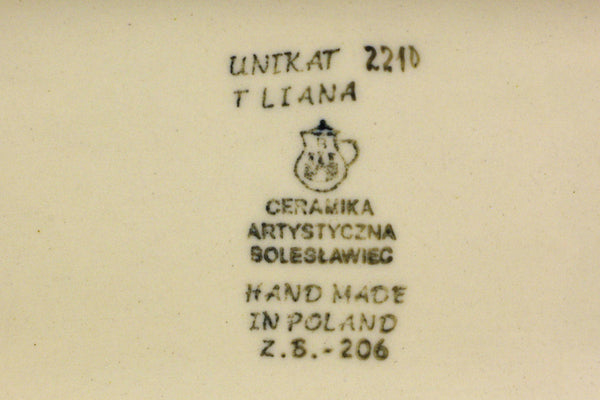 UNIKAT 2210
T LIANA
CERAMIKA
ARTYSTYCZNA
BOLESŁAWIEC
HAND MADE
IN POLAND
Z.B.-206